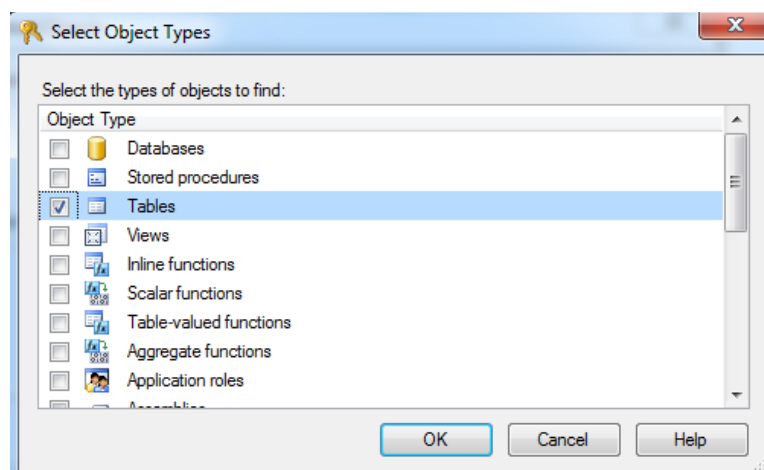 Select Object Types
Select the types of objects to find:
Object Type
Databases
Stored procedures
Tables
Views
Inline functions
Scalar functions
Table-valued functions
Aggregate functions
Application roles
OK Cancel Help